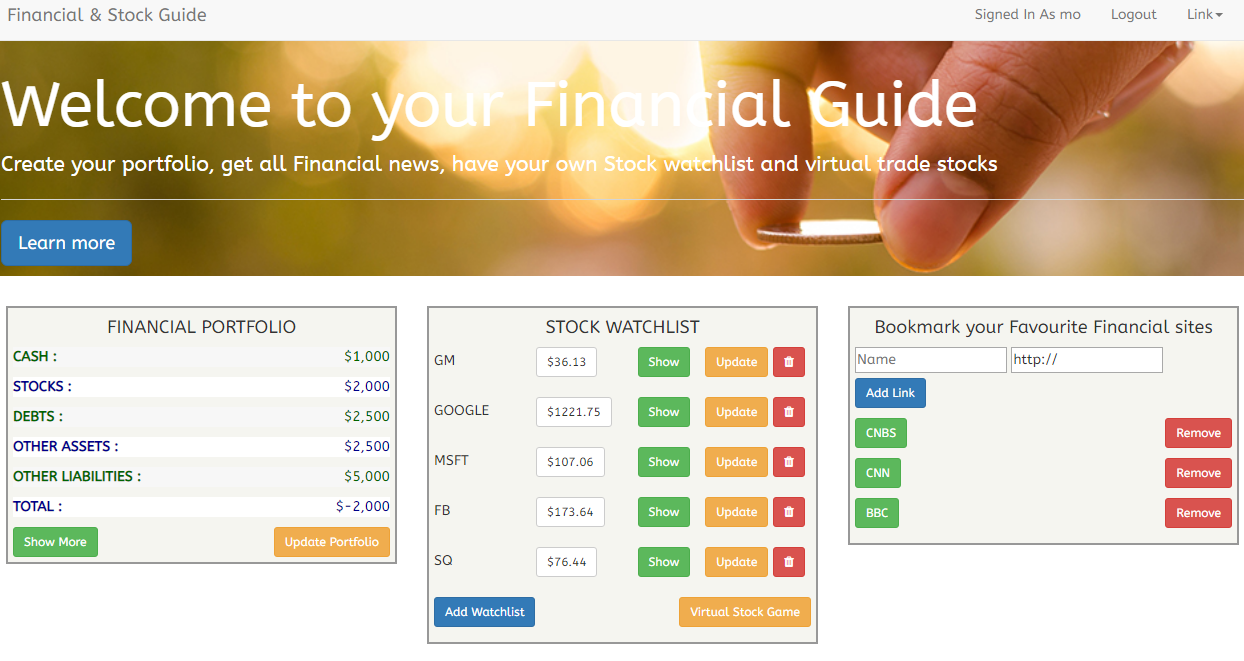 Financial & Stock Guide Signed In As mo Logout Link
Welcome to your Financial Guide
Create your portfolio, get all Financial news, have your own Stock watchlist and virtual trade stocks
Learn more
FINANCIAL PORTFOLIO
CASH : $1,000
STOCKS : $2,000
DEBTS : $2,500
OTHER ASSETS : $2,500
OTHER LIABILITIES : $5,000
TOTAL : $-2,000
Show More Update Portfolio
STOCK WATCHLIST
GM $36.13 Show Update
GOOGLE $1221.75 Show Update
MSFT $107.06 Show Update
FB $173.64 Show Update
SQ $76.44 Show Update
Add Watchlist Virtual Stock Game
Bookmark your Favourite Financial sites
Name http://
Add Link
CNBS Remove
CNN Remove
BBC Remove